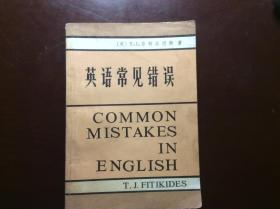 英语常见错误
COMMON
MISTAKES
IN
ENGLISH
T. J. FITIKIDES